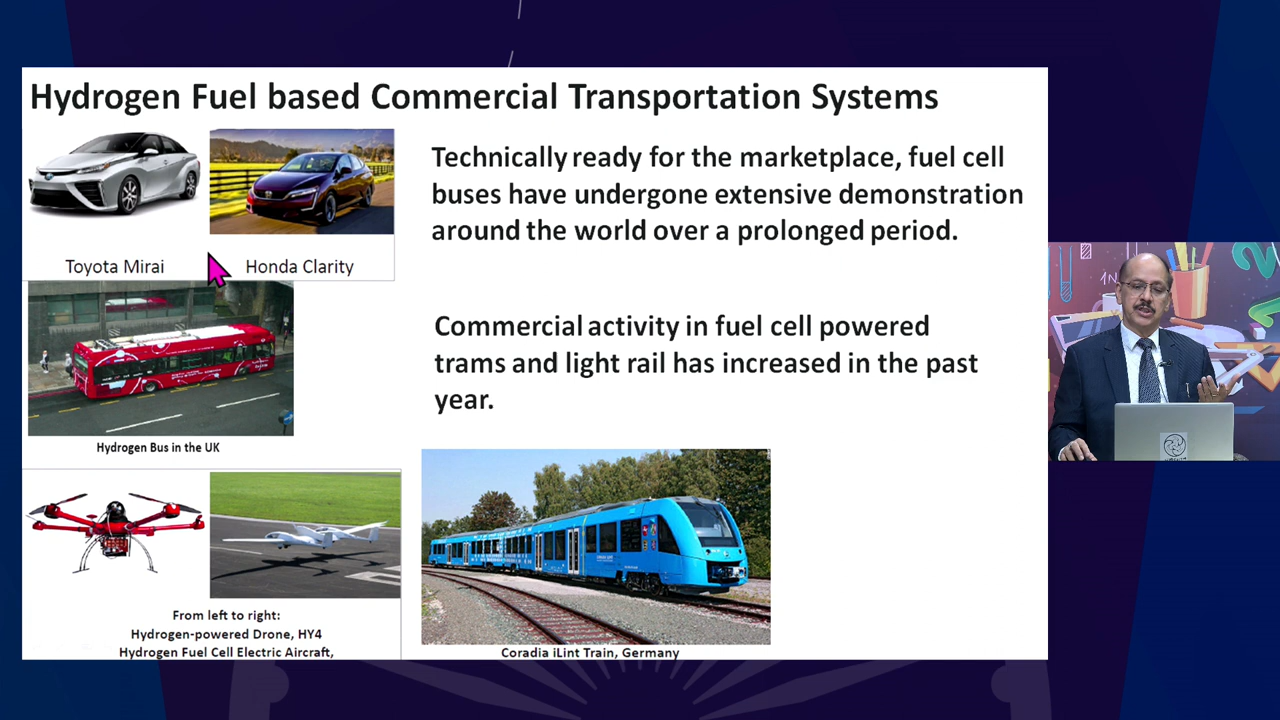 Hydrogen Fuel based Commercial Transportation Systems
Toyota Mirai
Honda Clarity
Technically ready for the marketplace, fuel cell
buses have undergone extensive demonstration
around the world over a prolonged period.
Hydrogen Bus in the UK
Commercial activity in fuel cell powered
trams and light rail has increased in the past
year.
From left to right:
Hydrogen-powered Drone, HY4
Hydrogen Fuel Cell Electric Aircraft,
Coradia iLint Train, Germany